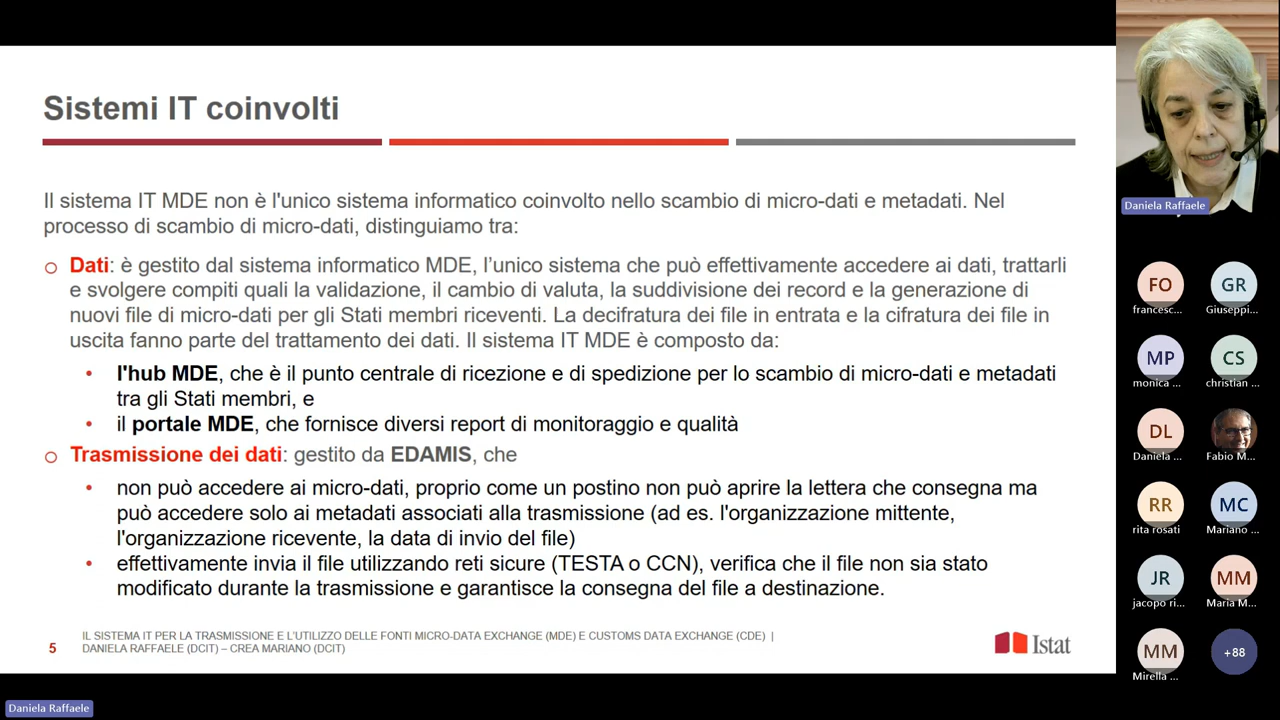 Sistemi IT coinvolti
Il sistema IT MDE non è l'unico sistema informatico coinvolto nello scambio di micro-dati e metadati. Nel
processo di scambio di micro-dati, distinguiamo tra:
o Dati: è gestito dal sistema informatico MDE, l’unico sistema che può effettivamente accedere ai dati, trattarli
e svolgere compiti quali la validazione, il cambio di valuta, la suddivisione dei record e la generazione di
nuovi file di micro-dati per gli Stati membri riceventi. La decifratura dei file in entrata e la cifratura dei file in
uscita fanno parte del trattamento dei dati. Il sistema IT MDE è composto da:
• l'hub MDE, che è il punto centrale di ricezione e di spedizione per lo scambio di micro-dati e metadati
tra gli Stati membri, e
• il portale MDE, che fornisce diversi report di monitoraggio e qualità
o Trasmissione dei dati: gestito da EDAMIS, che
• non può accedere ai micro-dati, proprio come un postino non può aprire la lettera che consegna ma
può accedere solo ai metadati associati alla trasmissione (ad es. l'organizzazione mittente,
l'organizzazione ricevente, la data di invio del file)
• effettivamente invia il file utilizzando reti sicure (TESTA o CCN), verifica che il file non sia stato
modificato durante la trasmissione e garantisce la consegna del file a destinazione.
5
IL SISTEMA IT PER LA TRASMISSIONE E L’UTILIZZO DELLE FONTI MICRO-DATA EXCHANGE (MDE) E CUSTOMS DATA EXCHANGE (CDE) |
DANIELA RAFFAELE (DCIT) – CREA MARIANO (DCIT)
Istat
Daniela Raffaele
Daniela Raffaele
FO
GR
francesc...
Giuseppi...
MP
CS
monica ...
christian ...
DL
Daniela ...
Fabio M...
RR
MC
rita rosati
Mariano ...
JR
MM
jacopo ri...
Maria M...
MM
+88
Mirella ...